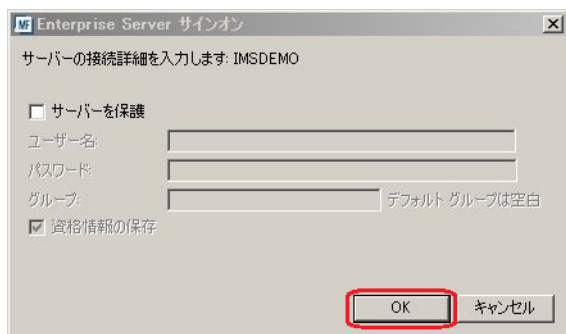 MF Enterprise Server サインオン
サーバーの接続詳細を入力します: IMSDEMO
サーバーを保護
ユーザー名:
パスワード:
グループ: デフォルト グループは空白
資格情報の保存
OK キャンセル